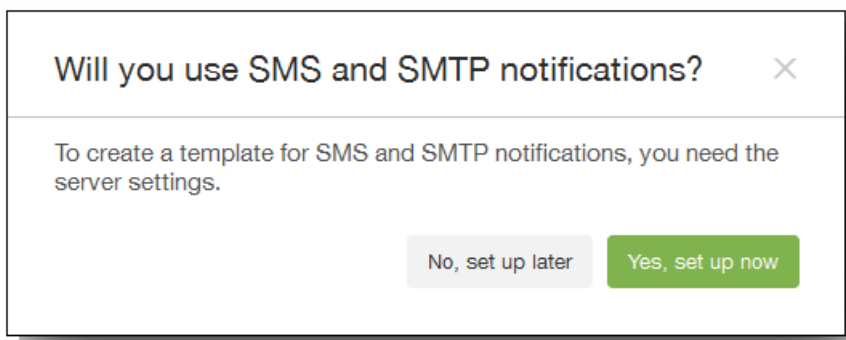 Will you use SMS and SMTP notifications?
To create a template for SMS and SMTP notifications, you need the
server settings.
No, set up later
Yes, set up now